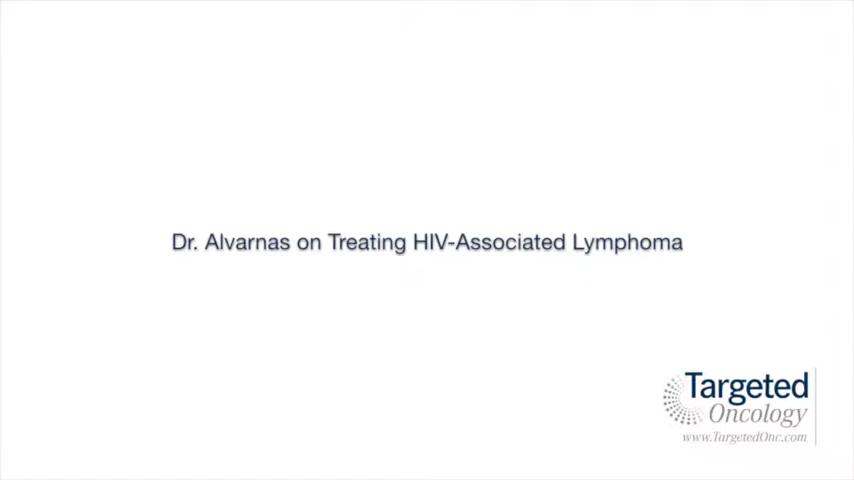 Dr. Alvarnas on Treating HIV-Associated Lymphoma
Targeted
Oncology
www.TargetedOnc.com